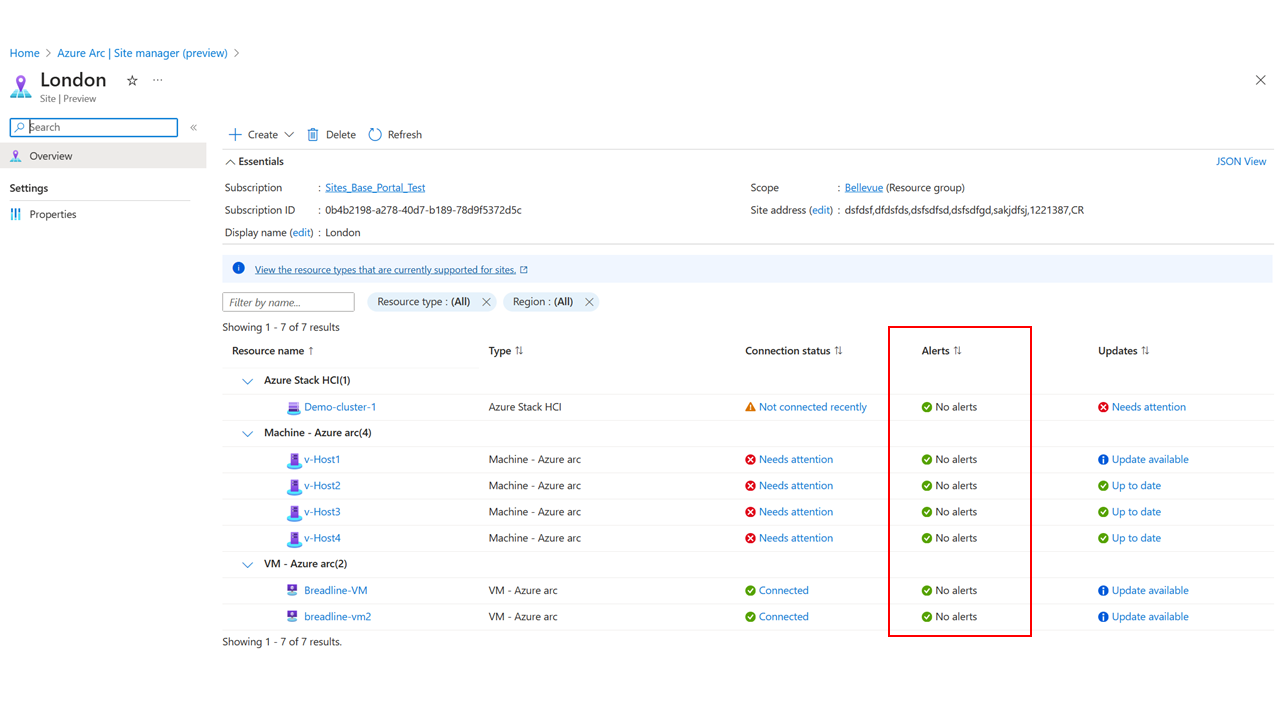 Home > Azure Arc | Site manager (preview) >
London
Site | Preview
Search
«
Overview
Settings
Properties
Create Delete Refresh
Essentials JSON View
Subscription : Sites_Base_Portal_Test Scope : Bellevue (Resource group)
Subscription ID : 0b4b2198-a278-40d7-b189-78d9f5372d5c Site address (edit) : dsfdsf,dfdsfds,dsfsdfsd,dsfsdfgd,sakjdfsj,1221387,CR
Display name (edit) : London
View the resource types that are currently supported for sites.
Filter by name... Resource type : (All) Region : (All)
Showing 1 - 7 of 7 results
Resource name ↑ Type ↑↓ Connection status ↑↓ Alerts ↑↓ Updates ↑↓
Azure Stack HCI(1)
Demo-cluster-1 Azure Stack HCI Not connected recently No alerts Needs attention
Machine - Azure arc(4)
v-Host1 Machine - Azure arc Needs attention No alerts Update available
v-Host2 Machine - Azure arc Needs attention No alerts Up to date
v-Host3 Machine - Azure arc Needs attention No alerts Up to date
v-Host4 Machine - Azure arc Needs attention No alerts Up to date
VM - Azure arc(2)
Breadline-VM VM - Azure arc Connected No alerts Update available
breadline-vm2 VM - Azure arc Connected No alerts Update available
Showing 1 - 7 of 7 results.